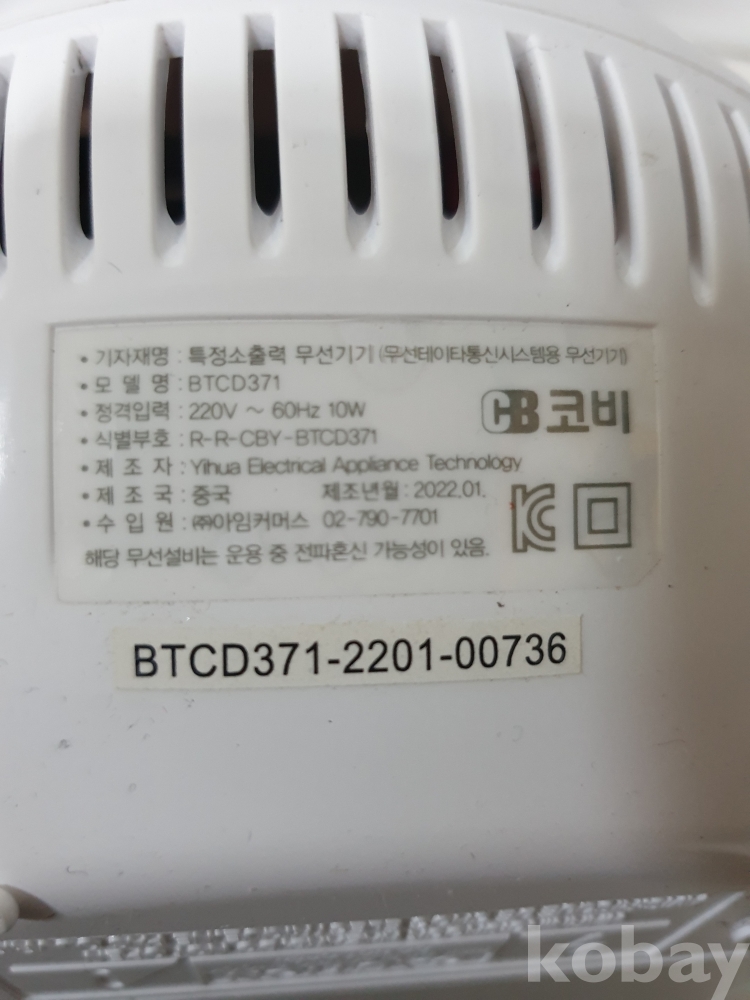 • 기자재명 : 특정소출력 무선기기 (무선테이타통신시스템용 무선기기)
• 모 델 명 : BTCD371
• 정격입력 : 220V ~ 60Hz 10W
CB 코비
• 식별부호 : R-R-CBY-BTCD371
• 제 조 자 : Yihua Electrical Appliance Technology
• 제 조 국 : 중국 제조년월 : 2022.01.
• 수 입 원 : ㈜아임커머스 02-790-7701
해당 무선설비는 운용 중 전파혼신 가능성이 있음.
BTCD371-2201-00736
kobay